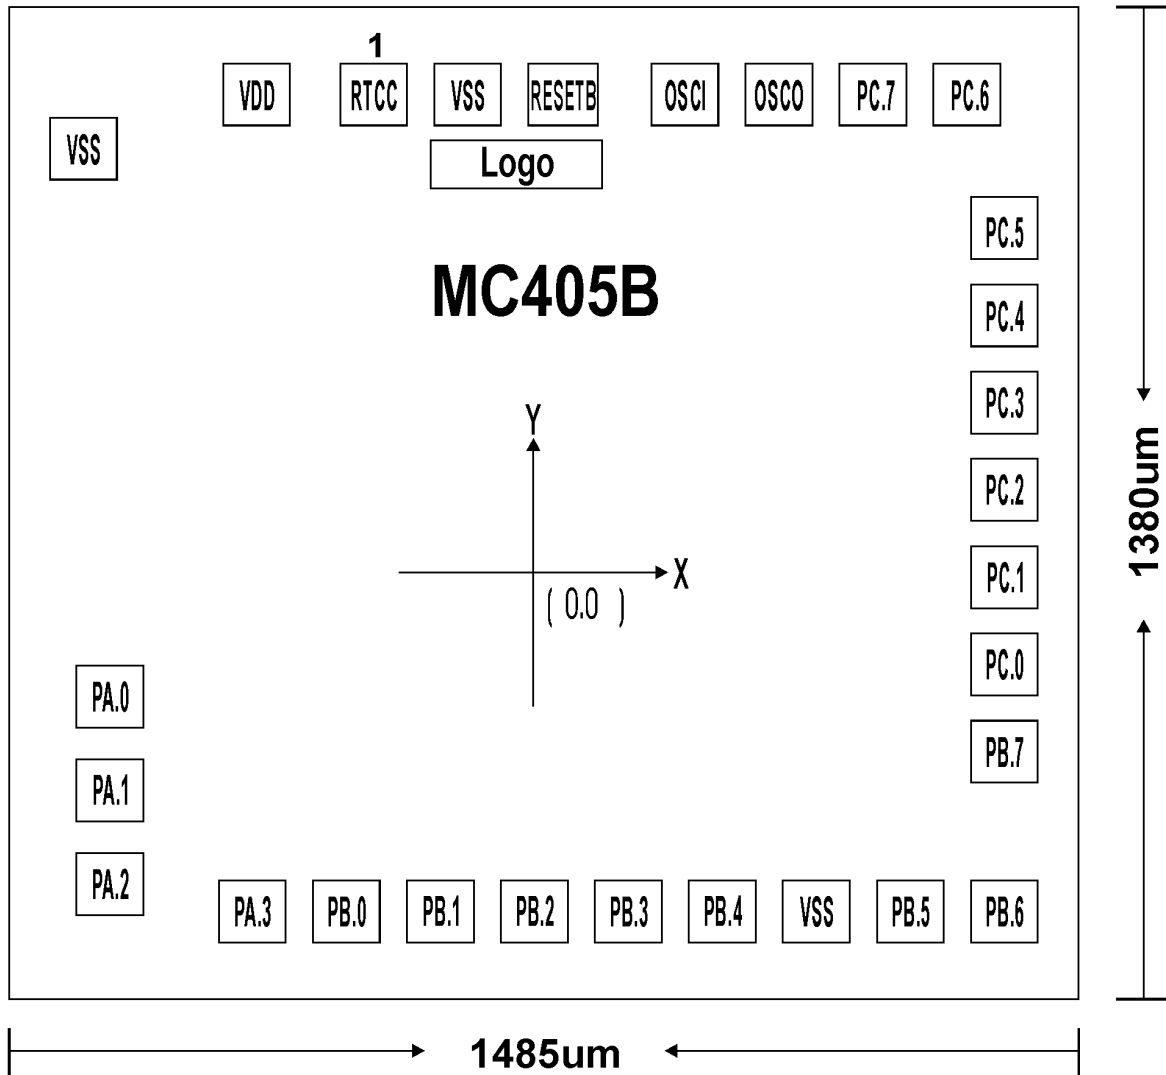 1
VDD RTCC VSS RESETB OSCI OSCO PC.7 PC.6
VSS
Logo
PC.5
MC405B
PC.4
PC.3
Y
1380um
PC.2
X
PC.1
( 0.0 )
PC.0
PA.0
PB.7
PA.1
PA.2
PA.3 PB.0 PB.1 PB.2 PB.3 PB.4 VSS PB.5 PB.6
1485um